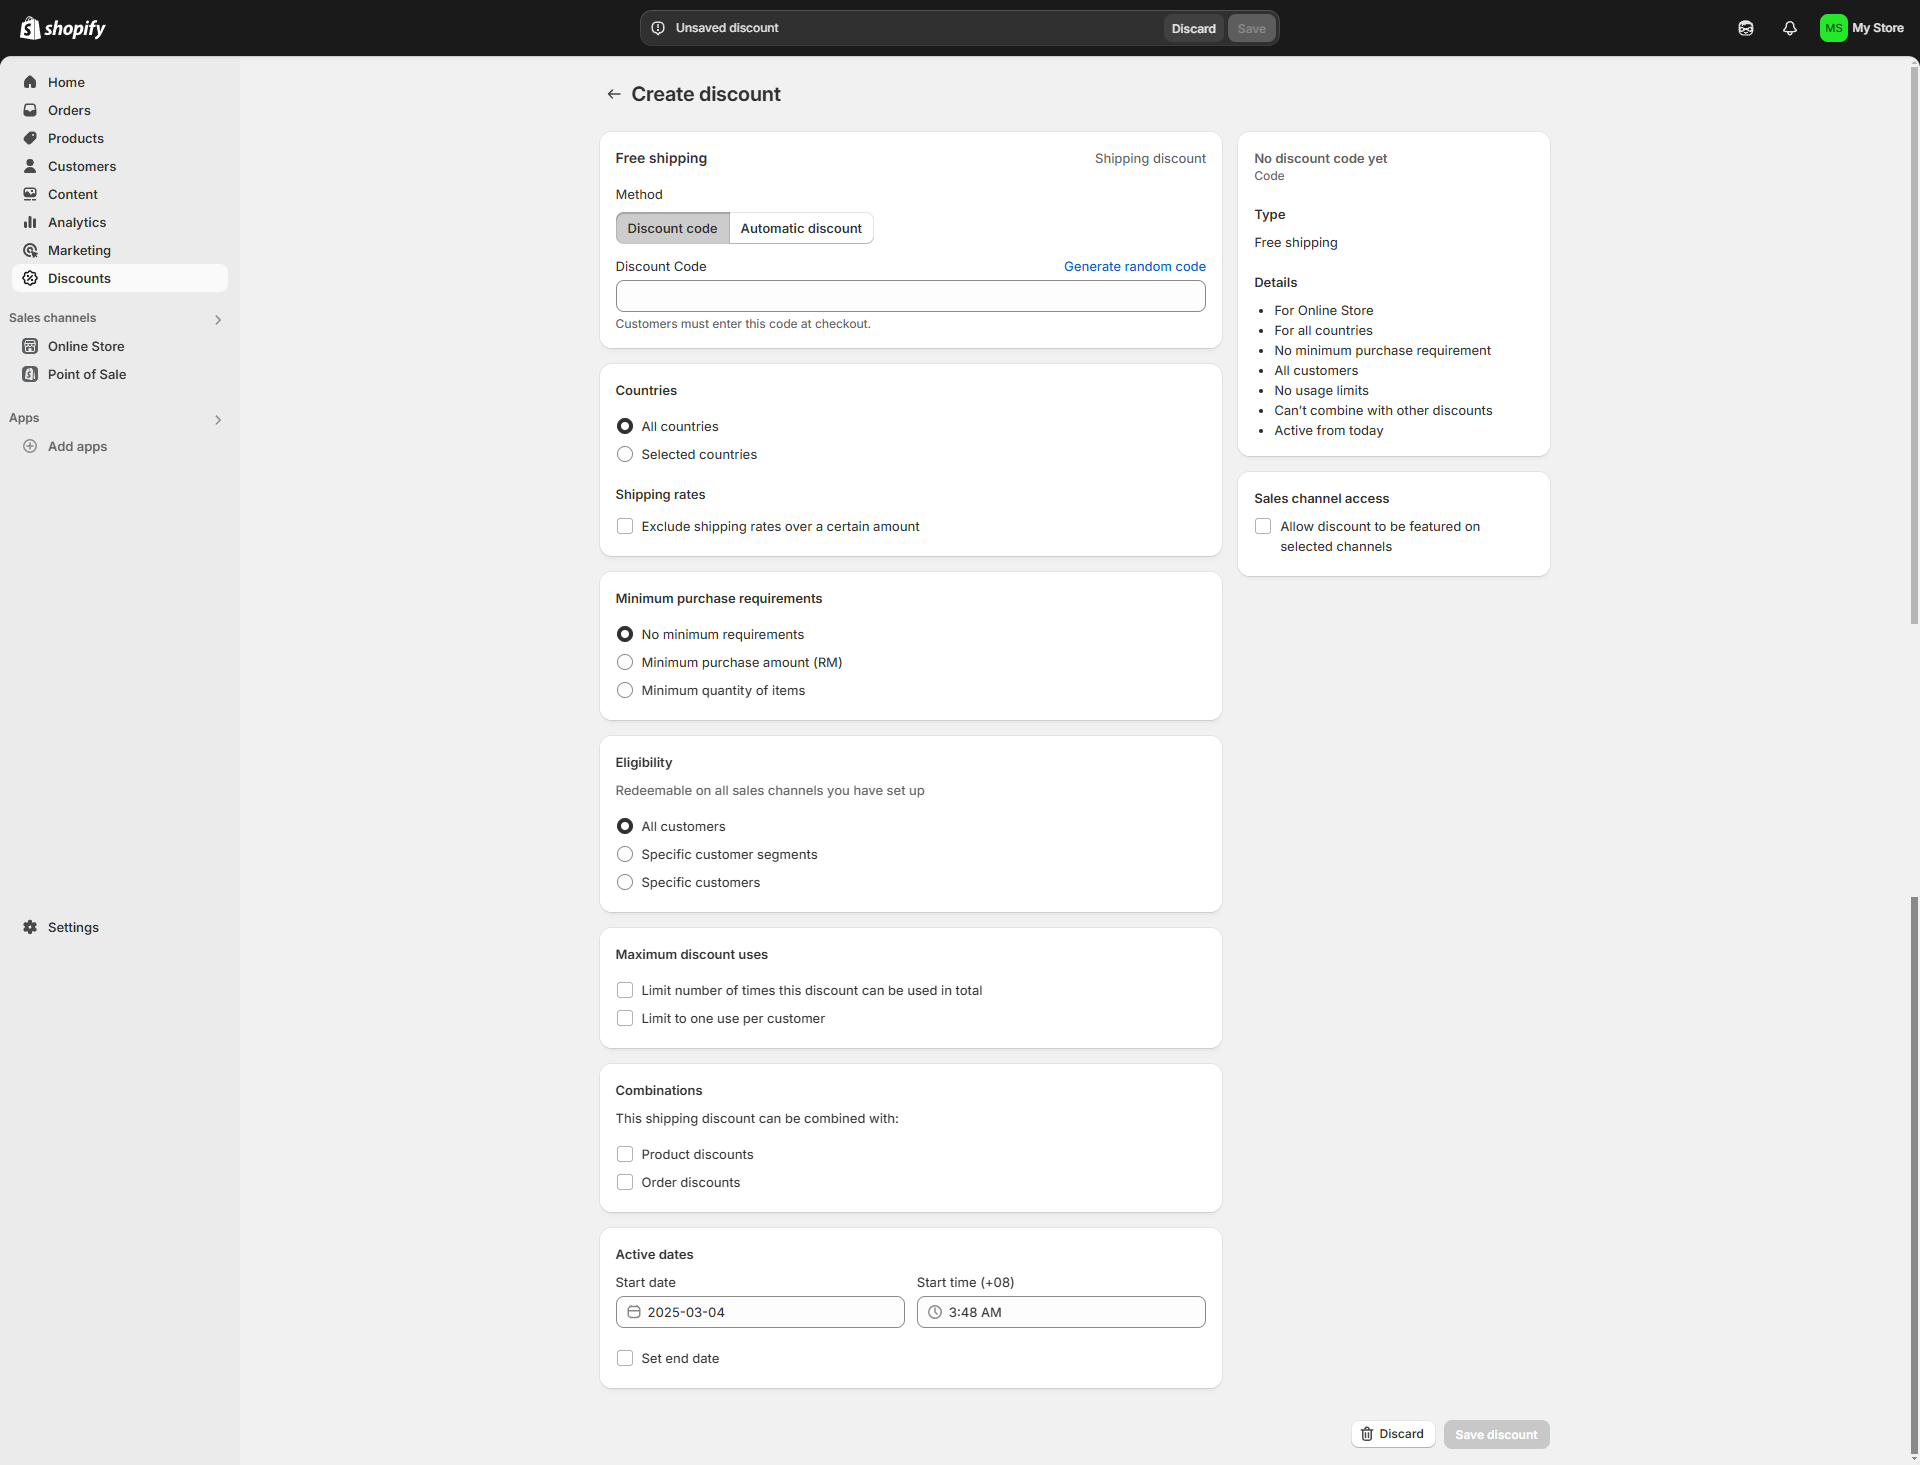 shopify
Unsaved discount
Discard
Save
MS
My Store
Home
Orders
Products
Customers
Content
Analytics
Marketing
Discounts
Sales channels
Online Store
Point of Sale
Apps
Add apps
Settings
Create discount
Free shipping
Shipping discount
Method
Discount code
Automatic discount
Discount Code
Generate random code
Customers must enter this code at checkout.
Countries
All countries
Selected countries
Shipping rates
Exclude shipping rates over a certain amount
Minimum purchase requirements
No minimum requirements
Minimum purchase amount (RM)
Minimum quantity of items
Eligibility
Redeemable on all sales channels you have set up
All customers
Specific customer segments
Specific customers
Maximum discount uses
Limit number of times this discount can be used in total
Limit to one use per customer
Combinations
This shipping discount can be combined with:
Product discounts
Order discounts
Active dates
Start date
Start time (+08)
2025-03-04
3:48 AM
Set end date
No discount code yet
Code
Type
Free shipping
Details
• For Online Store
• For all countries
• No minimum purchase requirement
• All customers
• No usage limits
• Can't combine with other discounts
• Active from today
Sales channel access
Allow discount to be featured on
selected channels
Discard
Save discount